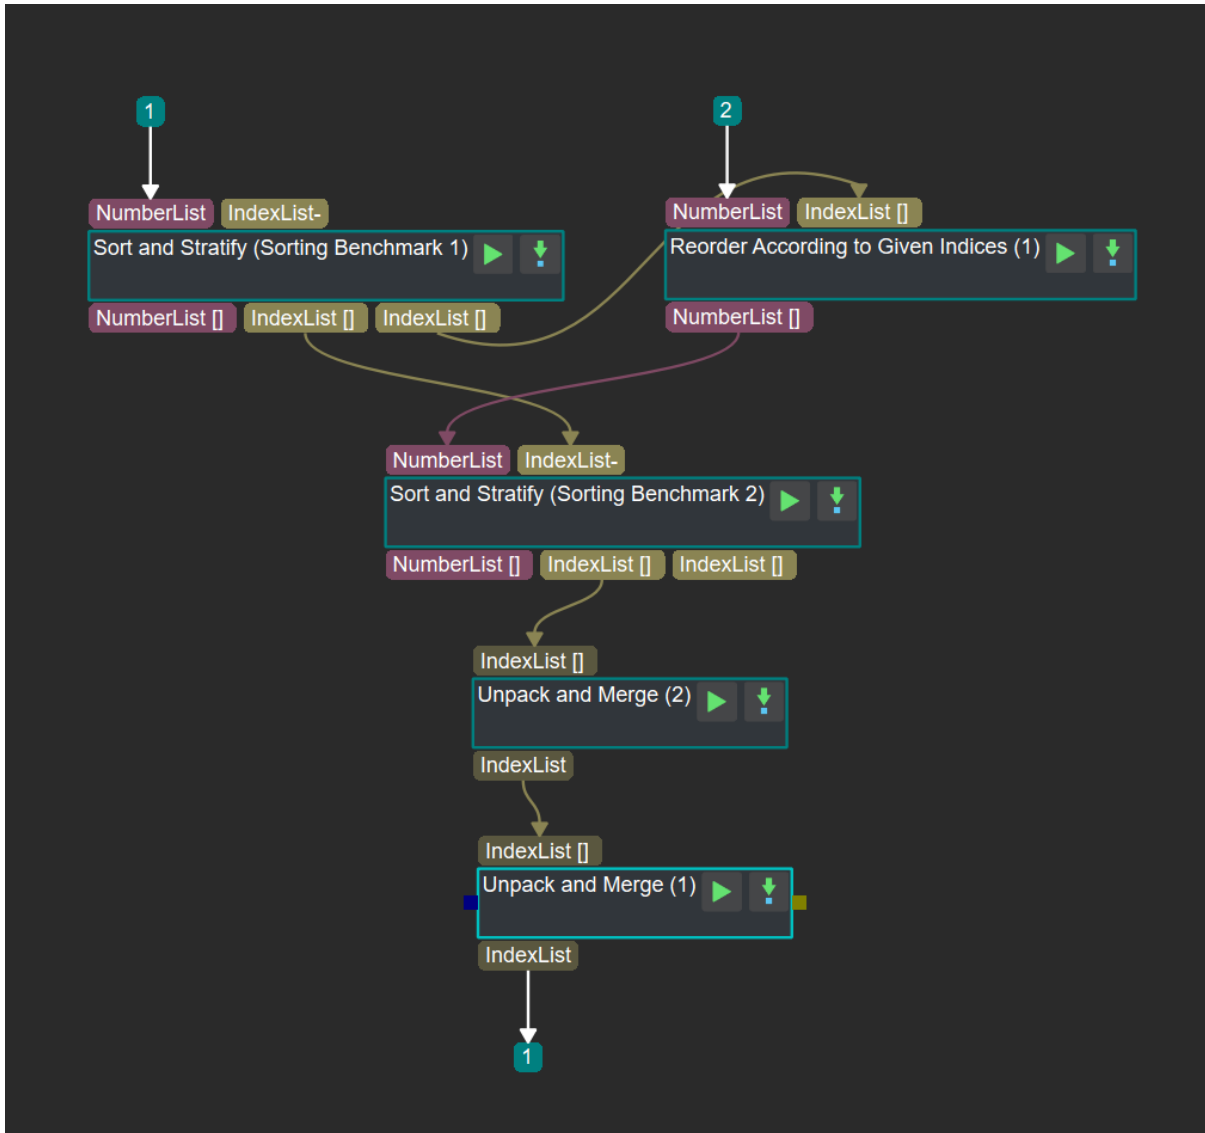 1
2
NumberList IndexList-
NumberList IndexList []
Sort and Stratify (Sorting Benchmark 1)
Reorder According to Given Indices (1)
NumberList [] IndexList [] IndexList []
NumberList []
NumberList IndexList-
Sort and Stratify (Sorting Benchmark 2)
NumberList [] IndexList [] IndexList []
IndexList []
Unpack and Merge (2)
IndexList
IndexList []
Unpack and Merge (1)
IndexList
1